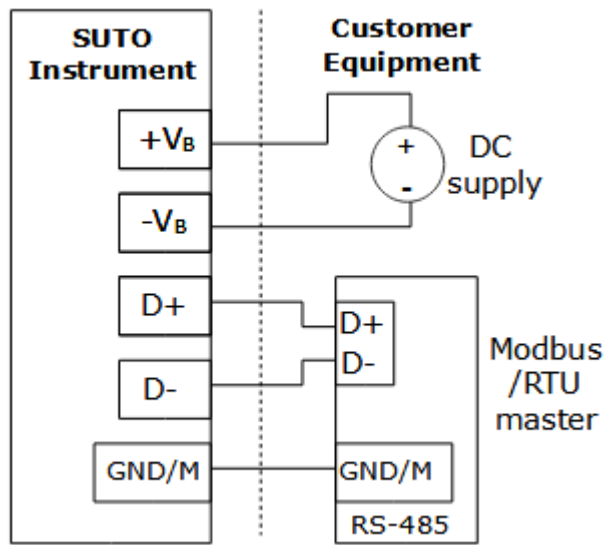 SUTO
Instrument
Customer
Equipment
+VB
+
-
DC
supply
-VB
D+
D-
GND/M
D+
D-
GND/M
RS-485
Modbus
/RTU
master